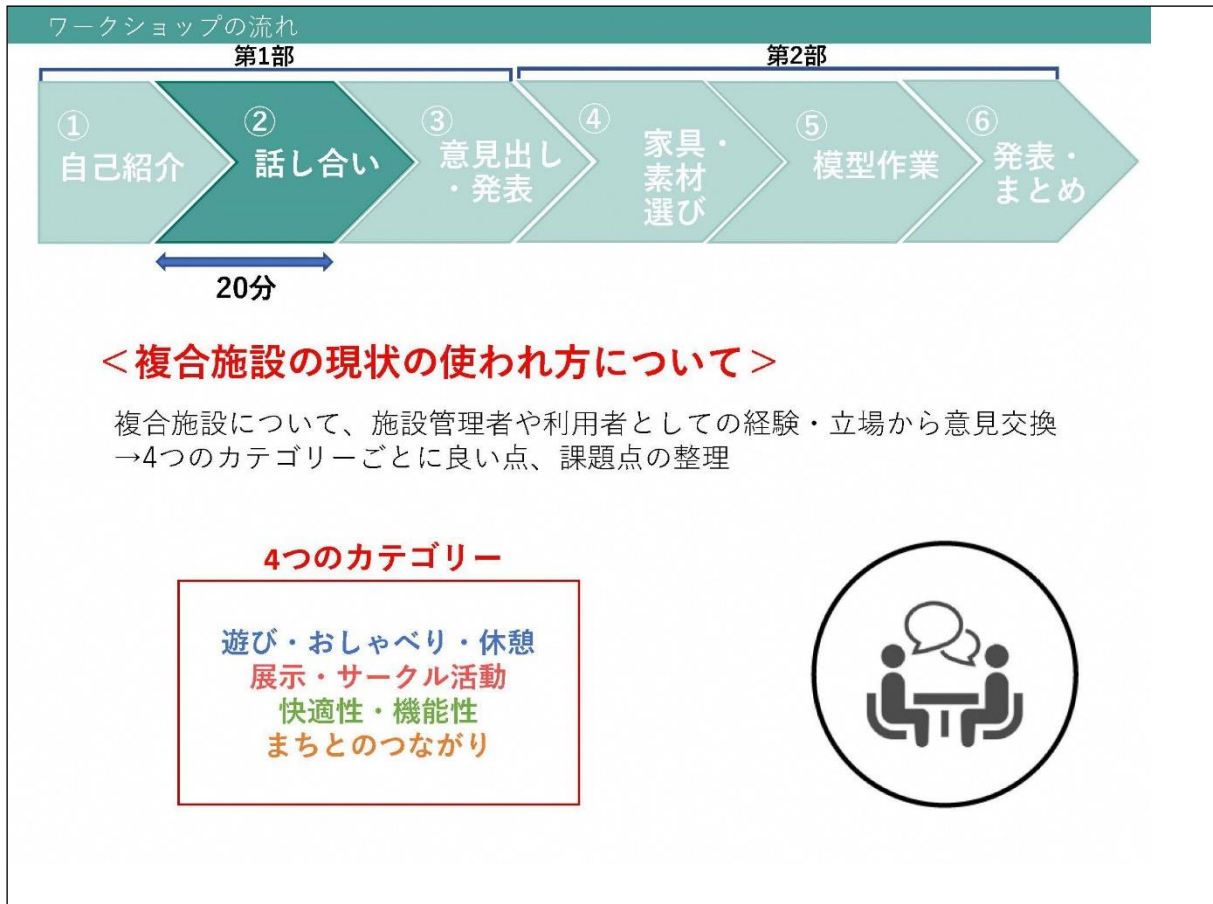 ワークショップの流れ
第1部
第2部
①
自己紹介
②
話し合い
③
意見出し
・発表
④
家具・
素材
選び
⑤
模型作業
⑥
発表・
まとめ
20分
＜複合施設の現状の使われ方について＞
複合施設について、施設管理者や利用者としての経験・立場から意見交換
→4つのカテゴリーごとに良い点、課題点の整理
4つのカテゴリー
遊び・おしゃべり・休憩
展示・サークル活動
快適性・機能性
まちとのつながり